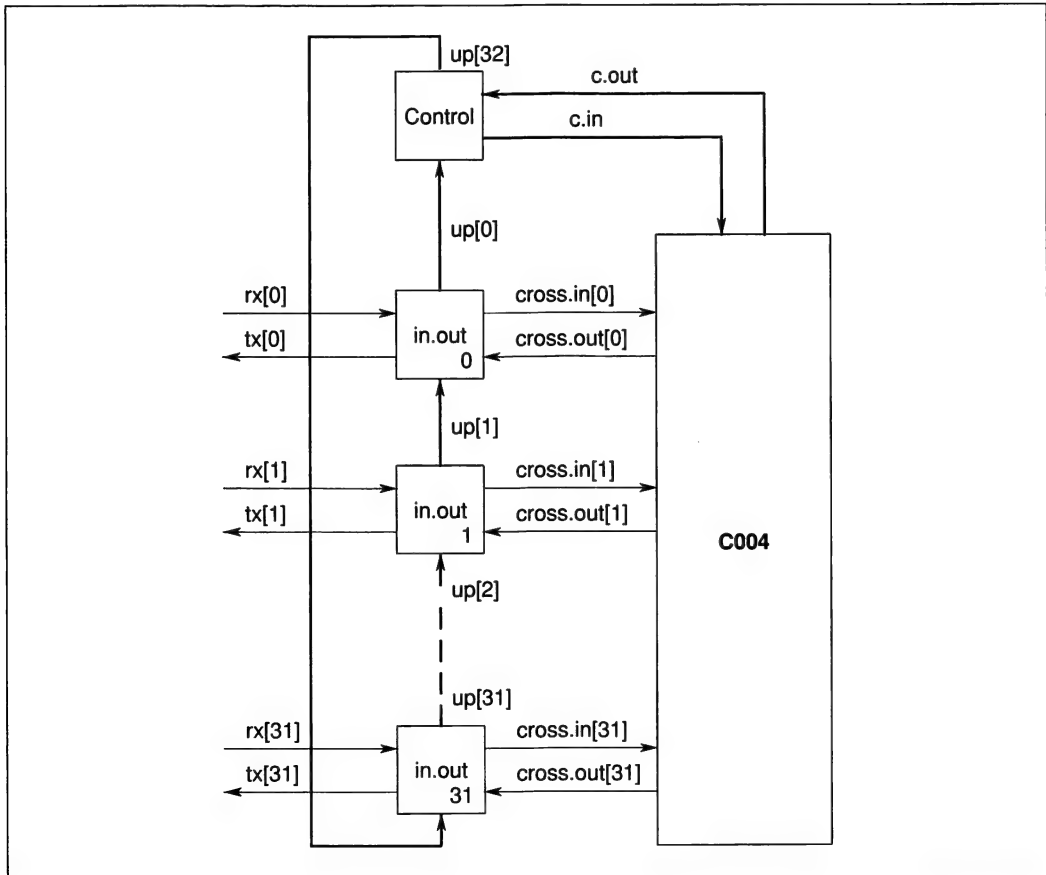 up[32]
c.out
Control
c.in
up[0]
rx[0]
cross.in[0]
in.out
tx[0]
cross.out[0]
0
up[1]
rx[1]
cross.in[1]
in.out
tx[1]
cross.out[1]
1
C004
up[2]
up[31]
rx[31]
cross.in[31]
in.out
tx[31]
cross.out[31]
31